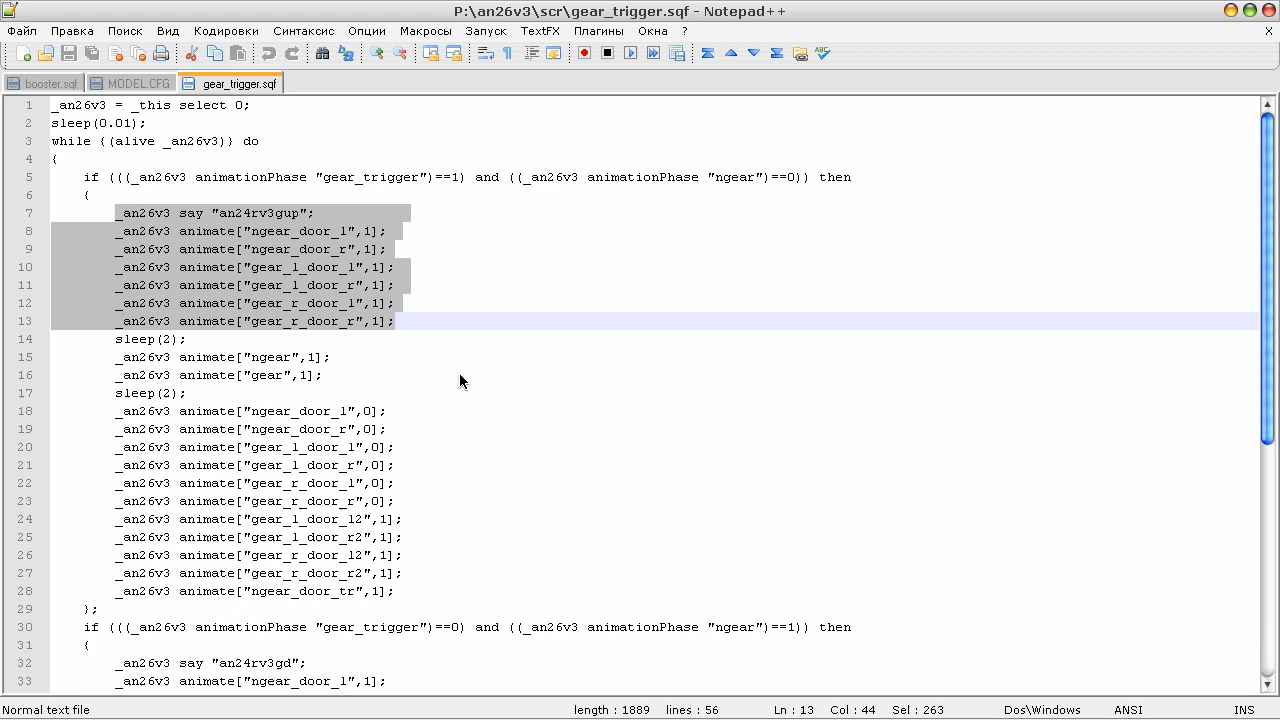 P:\an26v3\scr\gear_trigger.sqf - Notepad++
Файл Правка Поиск Вид Кодировки Синтаксис Опции Макросы Запуск TextFX Плагины Окна ? X
booster.sqf MODEL.CFG gear_trigger.sqf
1 _an26v3 = _this select 0;
2 sleep(0.01);
3 while {(alive _an26v3)} do
4 {
5 if (((_an26v3 animationPhase "gear_trigger")==1) and ((_an26v3 animationPhase "ngear")==0)) then
6 {
7 _an26v3 say "an24rv3gup";
8 _an26v3 animate["ngear_door_l",1];
9 _an26v3 animate["ngear_door_r",1];
10 _an26v3 animate["gear_l_door_l",1];
11 _an26v3 animate["gear_l_door_r",1];
12 _an26v3 animate["gear_r_door_l",1];
13 _an26v3 animate["gear_r_door_r",1];
14 sleep(2);
15 _an26v3 animate["ngear",1];
16 _an26v3 animate["gear",1];
17 sleep(2);
18 _an26v3 animate["ngear_door_l",0];
19 _an26v3 animate["ngear_door_r",0];
20 _an26v3 animate["gear_l_door_l",0];
21 _an26v3 animate["gear_l_door_r",0];
22 _an26v3 animate["gear_r_door_l",0];
23 _an26v3 animate["gear_r_door_r",0];
24 _an26v3 animate["gear_l_door_l2",1];
25 _an26v3 animate["gear_l_door_r2",1];
26 _an26v3 animate["gear_r_door_l2",1];
27 _an26v3 animate["gear_r_door_r2",1];
28 _an26v3 animate["ngear_door_tr",1];
29 };
30 if (((_an26v3 animationPhase "gear_trigger")==0) and ((_an26v3 animationPhase "ngear")==1)) then
31 {
32 _an26v3 say "an24rv3gd";
33 _an26v3 animate["ngear_door_l",1];
Normal text file length : 1889 lines : 56 Ln : 13 Col : 44 Sel : 263 Dos\Windows ANSI INS